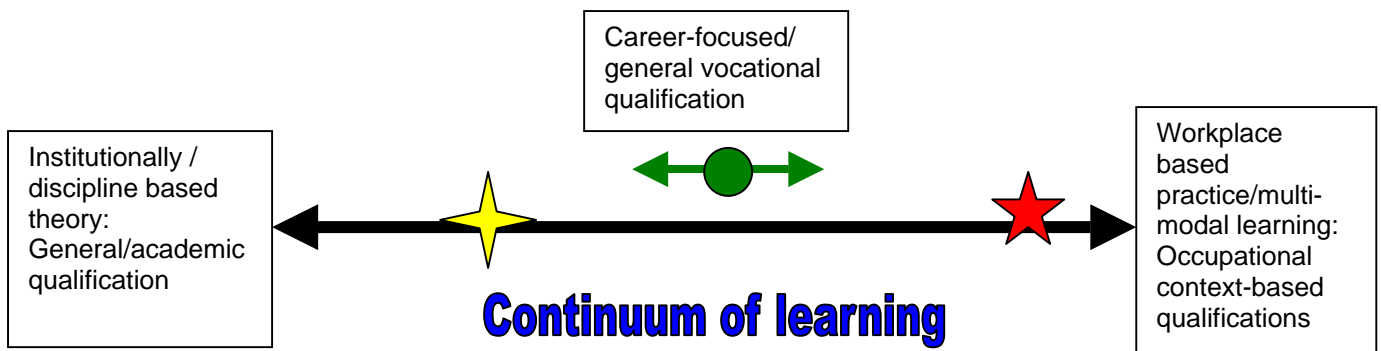 Career-focused/
general vocational
qualification
Institutionally /
discipline based
theory:
General/academic
qualification
Workplace
based
practice/multi-
modal learning:
Occupational
context-based
qualifications
Continuum of learning